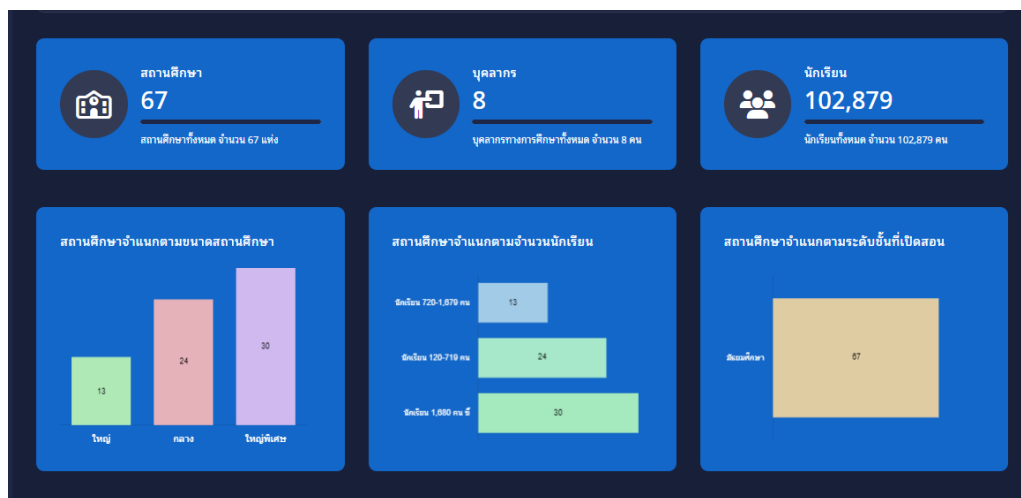 สถานศึกษา
67
สถานศึกษาทั้งหมด จำนวน 67 แห่ง
บุคลากร
8
บุคลากรทางการศึกษาทั้งหมด จำนวน 8 คน
นักเรียน
102,879
นักเรียนทั้งหมด จำนวน 102,879 คน
สถานศึกษาจำแนกตามขนาดสถานศึกษา
13
24
30
ใหญ่
กลาง
ใหญ่พิเศษ
สถานศึกษาจำแนกตามจำนวนนักเรียน
นักเรียน 720-1,679 คน
13
นักเรียน 120-719 คน
24
นักเรียน 1,680 คน ขึ้
30
สถานศึกษาจำแนกตามระดับชั้นที่เปิดสอน
มัธยมศึกษา
67